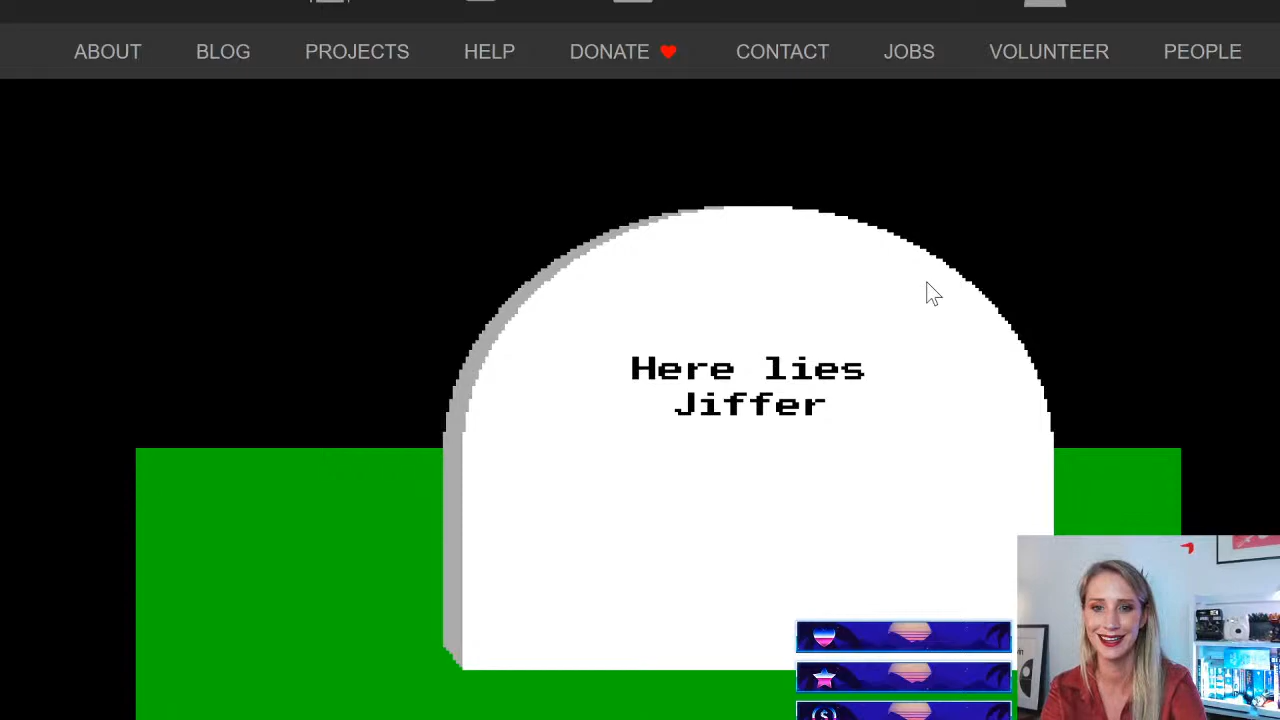 ABOUT BLOG PROJECTS HELP DONATE CONTACT JOBS VOLUNTEER PEOPLE
Here lies
Jiffer